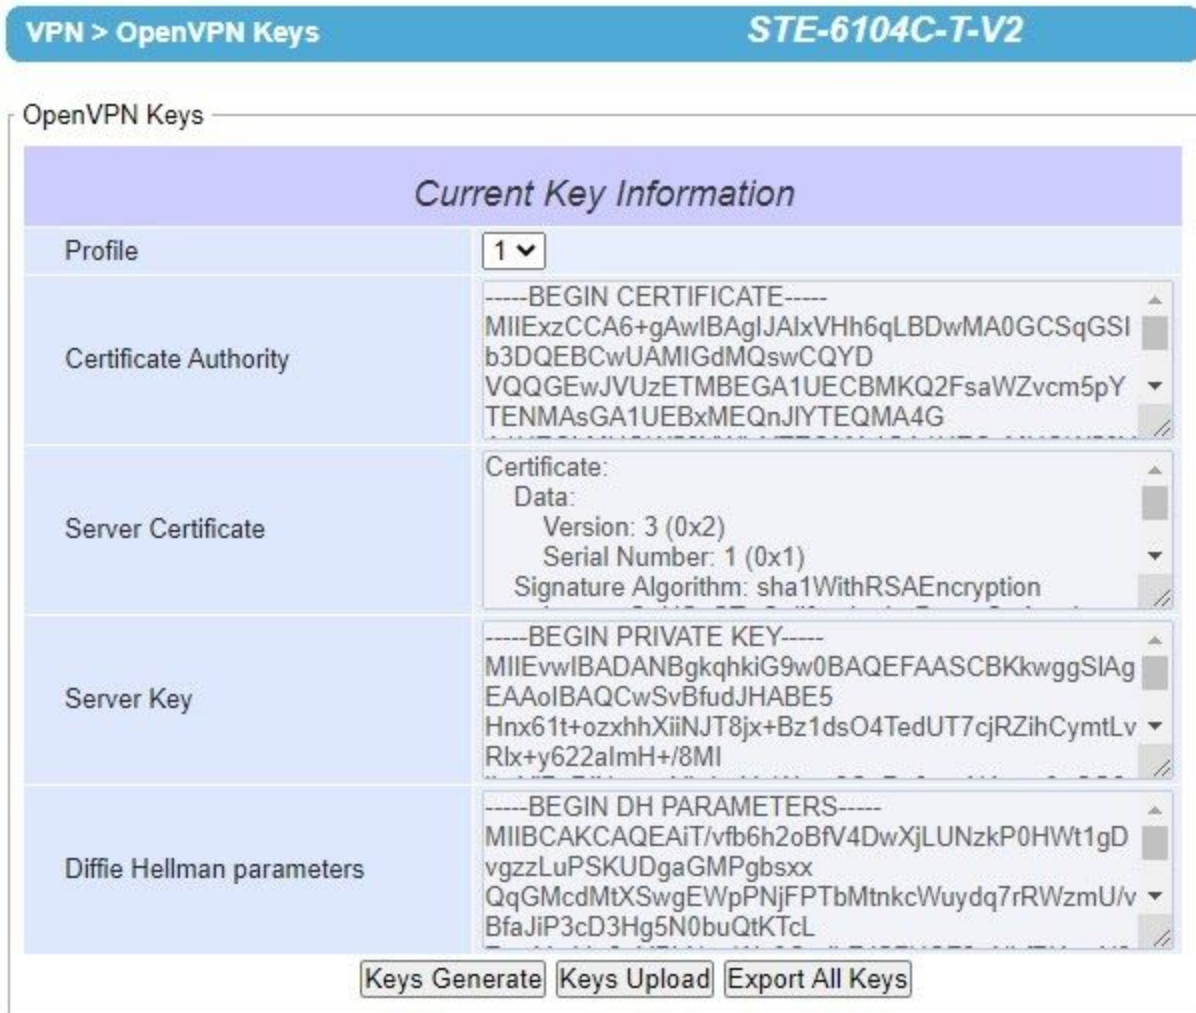 VPN > OpenVPN Keys
STE-6104C-T-V2
OpenVPN Keys
Current Key Information
Profile
1
Certificate Authority
-----BEGIN CERTIFICATE-----
MIIExzCCA6+gAwIBAgIJAIxVHh6qLBDwMA0GCSqGSI
b3DQEBCwUAMIGdMQswCQYD
VQQGEwJVUzETMBEGA1UECBMKQ2FsaWZvcm5pY
TENMAsGA1UEBxMEQnJlYTEQMA4G
Server Certificate
Certificate:
Data:
Version: 3 (0x2)
Serial Number: 1 (0x1)
Signature Algorithm: sha1WithRSAEncryption
Server Key
-----BEGIN PRIVATE KEY-----
MIIEvwIBADANBgkqhkiG9w0BAQEFAASCBKkwggSlAg
EAAoIBAQCwSvBfudJHABE5
Hnx61t+ozxhhXiiNJT8jx+Bz1dsO4TedUT7cjRZihCymtLv
Rlx+y622almH+/8MI
Diffie Hellman parameters
-----BEGIN DH PARAMETERS-----
MIIBCAKCAQEAiT/vfb6h2oBfV4DwXjLUNzkP0HWt1gD
vgzzLuPSKUDgaGMPgbsxx
QqGMcdMtXSwgEWpPNjFPTbMtnkcWuydq7rRWzmU/v
BfaJiP3cD3Hg5N0buQtKTcL
Keys Generate
Keys Upload
Export All Keys